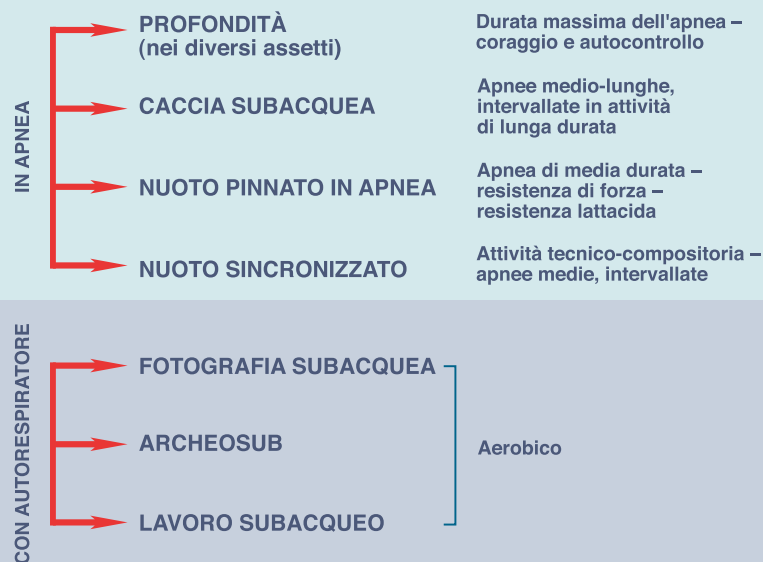 IN APNEA
PROFONDITÀ
(nei diversi assetti)
Durata massima dell'apnea –
coraggio e autocontrollo
CACCIA SUBACQUEA
Apnee medio-lunghe,
intervallate in attività
di lunga durata
NUOTO PINNATO IN APNEA
Apnea di media durata –
resistenza di forza –
resistenza lattacida
NUOTO SINCRONIZZATO
Attività tecnico-compositoria –
apnee medie, intervallate
CON AUTORESPIRATORE
FOTOGRAFIA SUBACQUEA
ARCHEOSUB
LAVORO SUBACQUEO
Aerobico